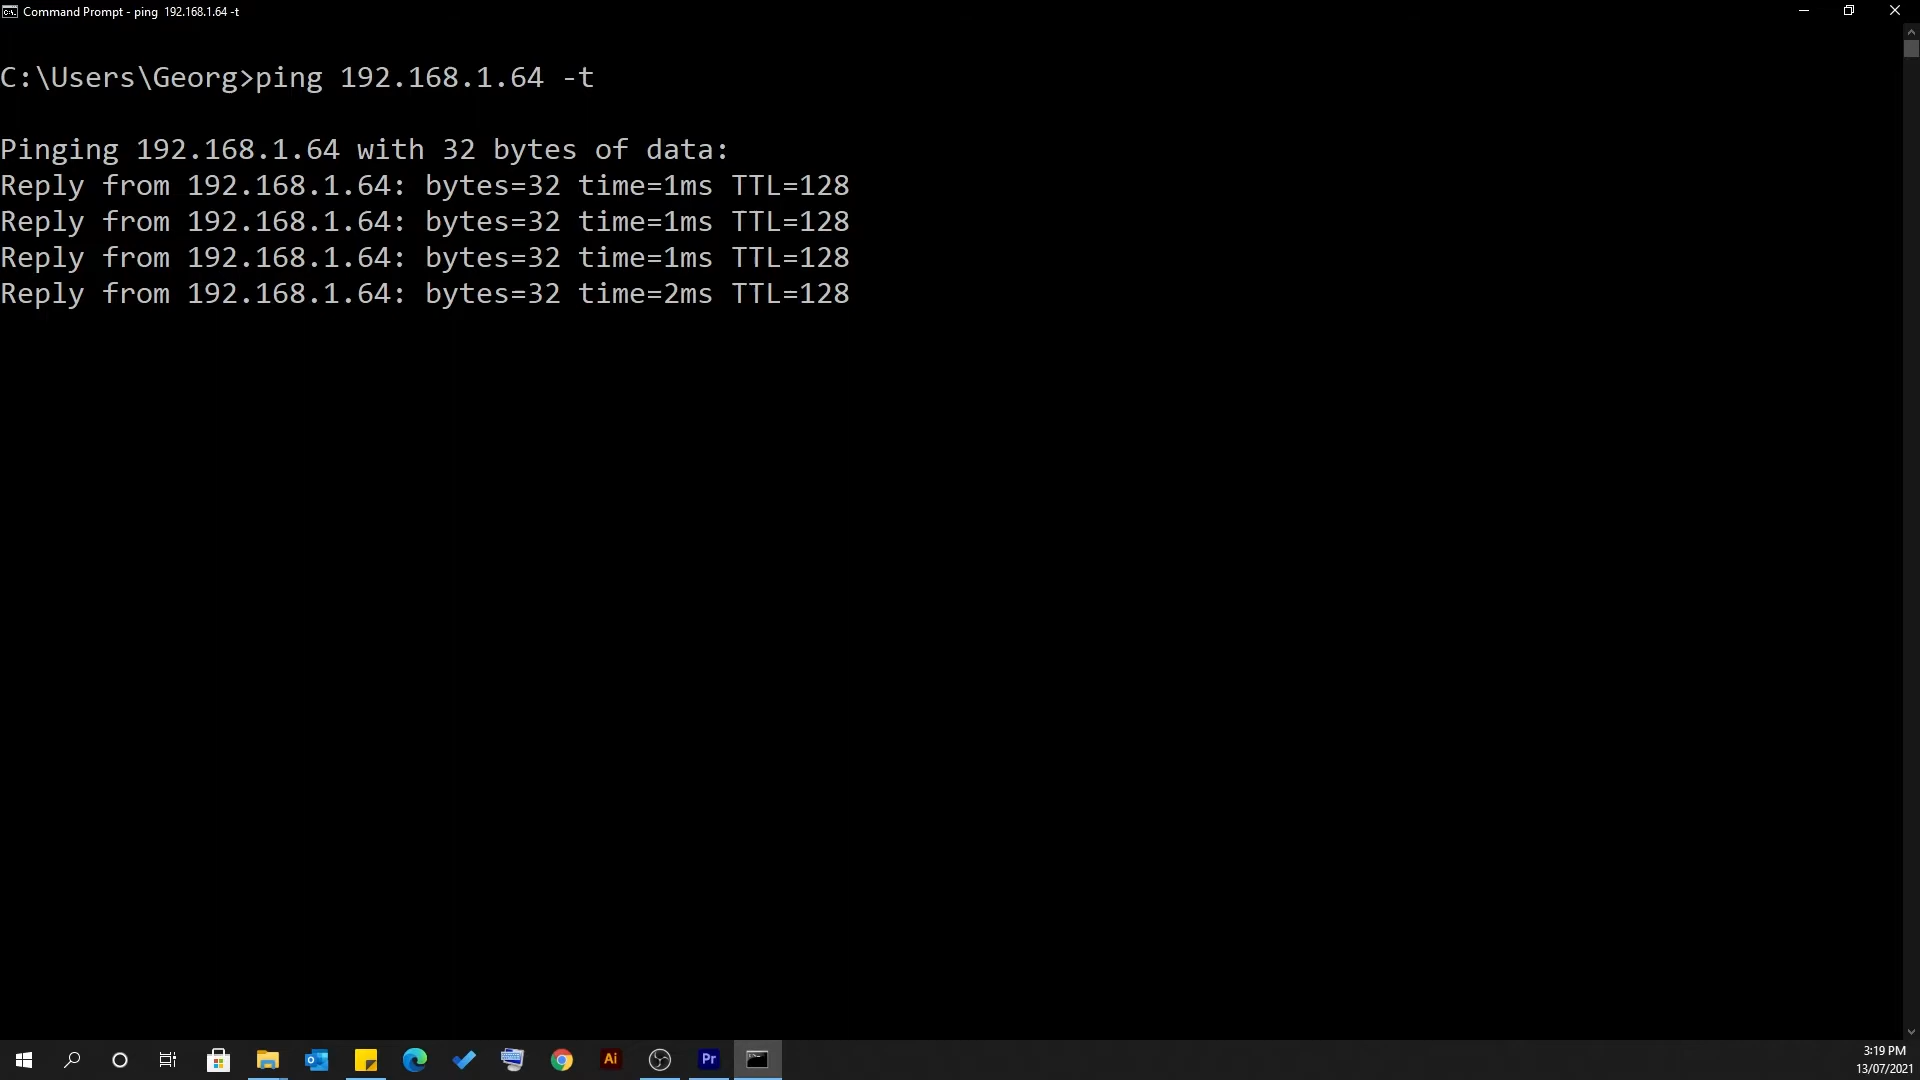 Command Prompt - ping  192.168.1.64 -t
C:\Users\Georg>ping 192.168.1.64 -t
Pinging 192.168.1.64 with 32 bytes of data:
Reply from 192.168.1.64: bytes=32 time=1ms TTL=128
Reply from 192.168.1.64: bytes=32 time=1ms TTL=128
Reply from 192.168.1.64: bytes=32 time=1ms TTL=128
Reply from 192.168.1.64: bytes=32 time=2ms TTL=128
Ai
Pr
3:19 PM
13/07/2021